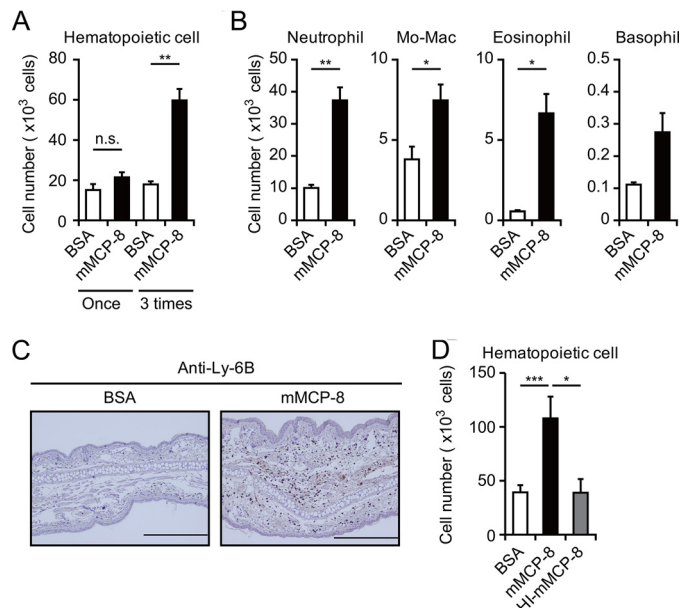 A
Hematopoietic cell
Cell number ( x10³ cells)
80
60
40
20
0
n.s.
**
BSA
mMCP-8
BSA
mMCP-8
Once
3 times
B
Neutrophil
Cell number ( x10³ cells)
50
40
30
20
10
0
**
BSA
mMCP-8
Mo-Mac
10
5
0
*
BSA
mMCP-8
Eosinophil
10
5
0
*
BSA
mMCP-8
Basophil
0.5
0.4
0.3
0.2
0.1
0
BSA
mMCP-8
C
Anti-Ly-6B
BSA
mMCP-8
D
Hematopoietic cell
Cell number ( x10³ cells)
150
100
50
0
***
*
BSA
mMCP-8
HI-mMCP-8